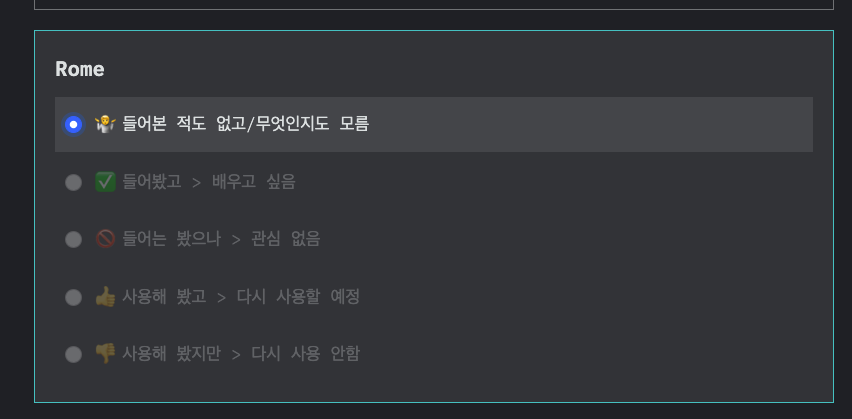 Rome
🤷 들어본 적도 없고/무엇인지도 모름
✅ 들어봤고 > 배우고 싶음
🚫 들어는 봤으나 > 관심 없음
👍 사용해 봤고 > 다시 사용할 예정
👎 사용해 봤지만 > 다시 사용 안함